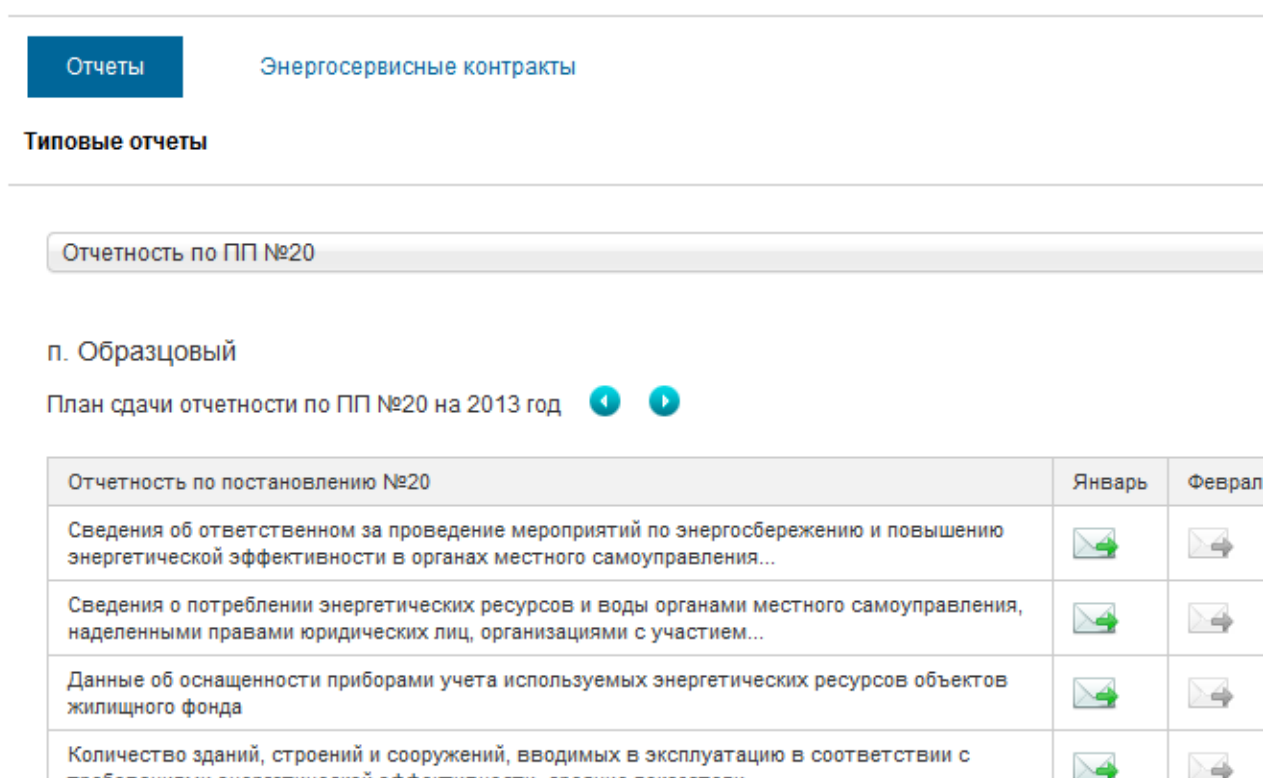 Отчеты
Энергосервисные контракты
Типовые отчеты
Отчетность по ПП №20
п. Образцовый
План сдачи отчетности по ПП №20 на 2013 год
Отчетность по постановлению №20
Январь
Феврал
Сведения об ответственном за проведение мероприятий по энергосбережению и повышению
энергетической эффективности в органах местного самоуправления...
Сведения о потреблении энергетических ресурсов и воды органами местного самоуправления,
наделенными правами юридических лиц, организациями с участием...
Данные об оснащенности приборами учета используемых энергетических ресурсов объектов
жилищного фонда
Количество зданий, строений и сооружений, вводимых в эксплуатацию в соответствии с